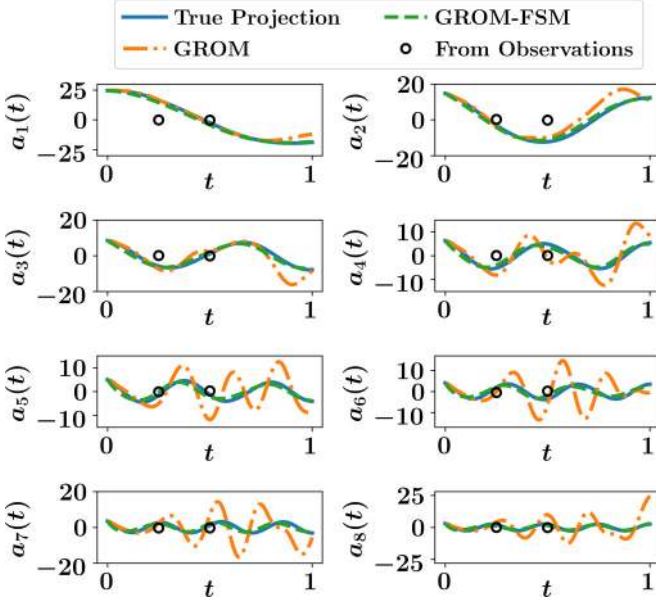 True Projection GROM-FSM
GROM From Observations
25
0
−25
a₁(t)
0 1
t
20
0
−20
a₂(t)
0 1
t
20
0
−20
a₃(t)
0 1
t
10
0
−10
a₄(t)
0 1
t
10
0
−10
a₅(t)
0 1
t
10
0
−10
a₆(t)
0 1
t
20
0
−20
a₇(t)
0 1
t
25
0
−25
a₈(t)
0 1
t